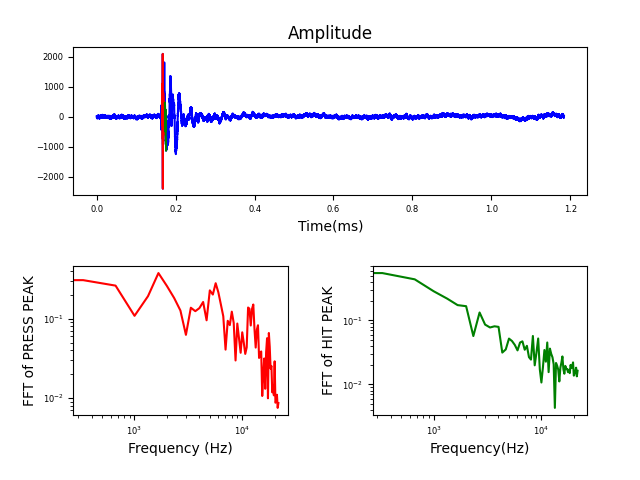 Amplitude
2000
1000
0
−1000
−2000
0.0 0.2 0.4 0.6 0.8 1.0 1.2
Time(ms)
FFT of PRESS PEAK
10⁻¹
10⁻²
10³ 10⁴
Frequency (Hz)
FFT of HIT PEAK
10⁻¹
10⁻²
10³ 10⁴
Frequency(Hz)